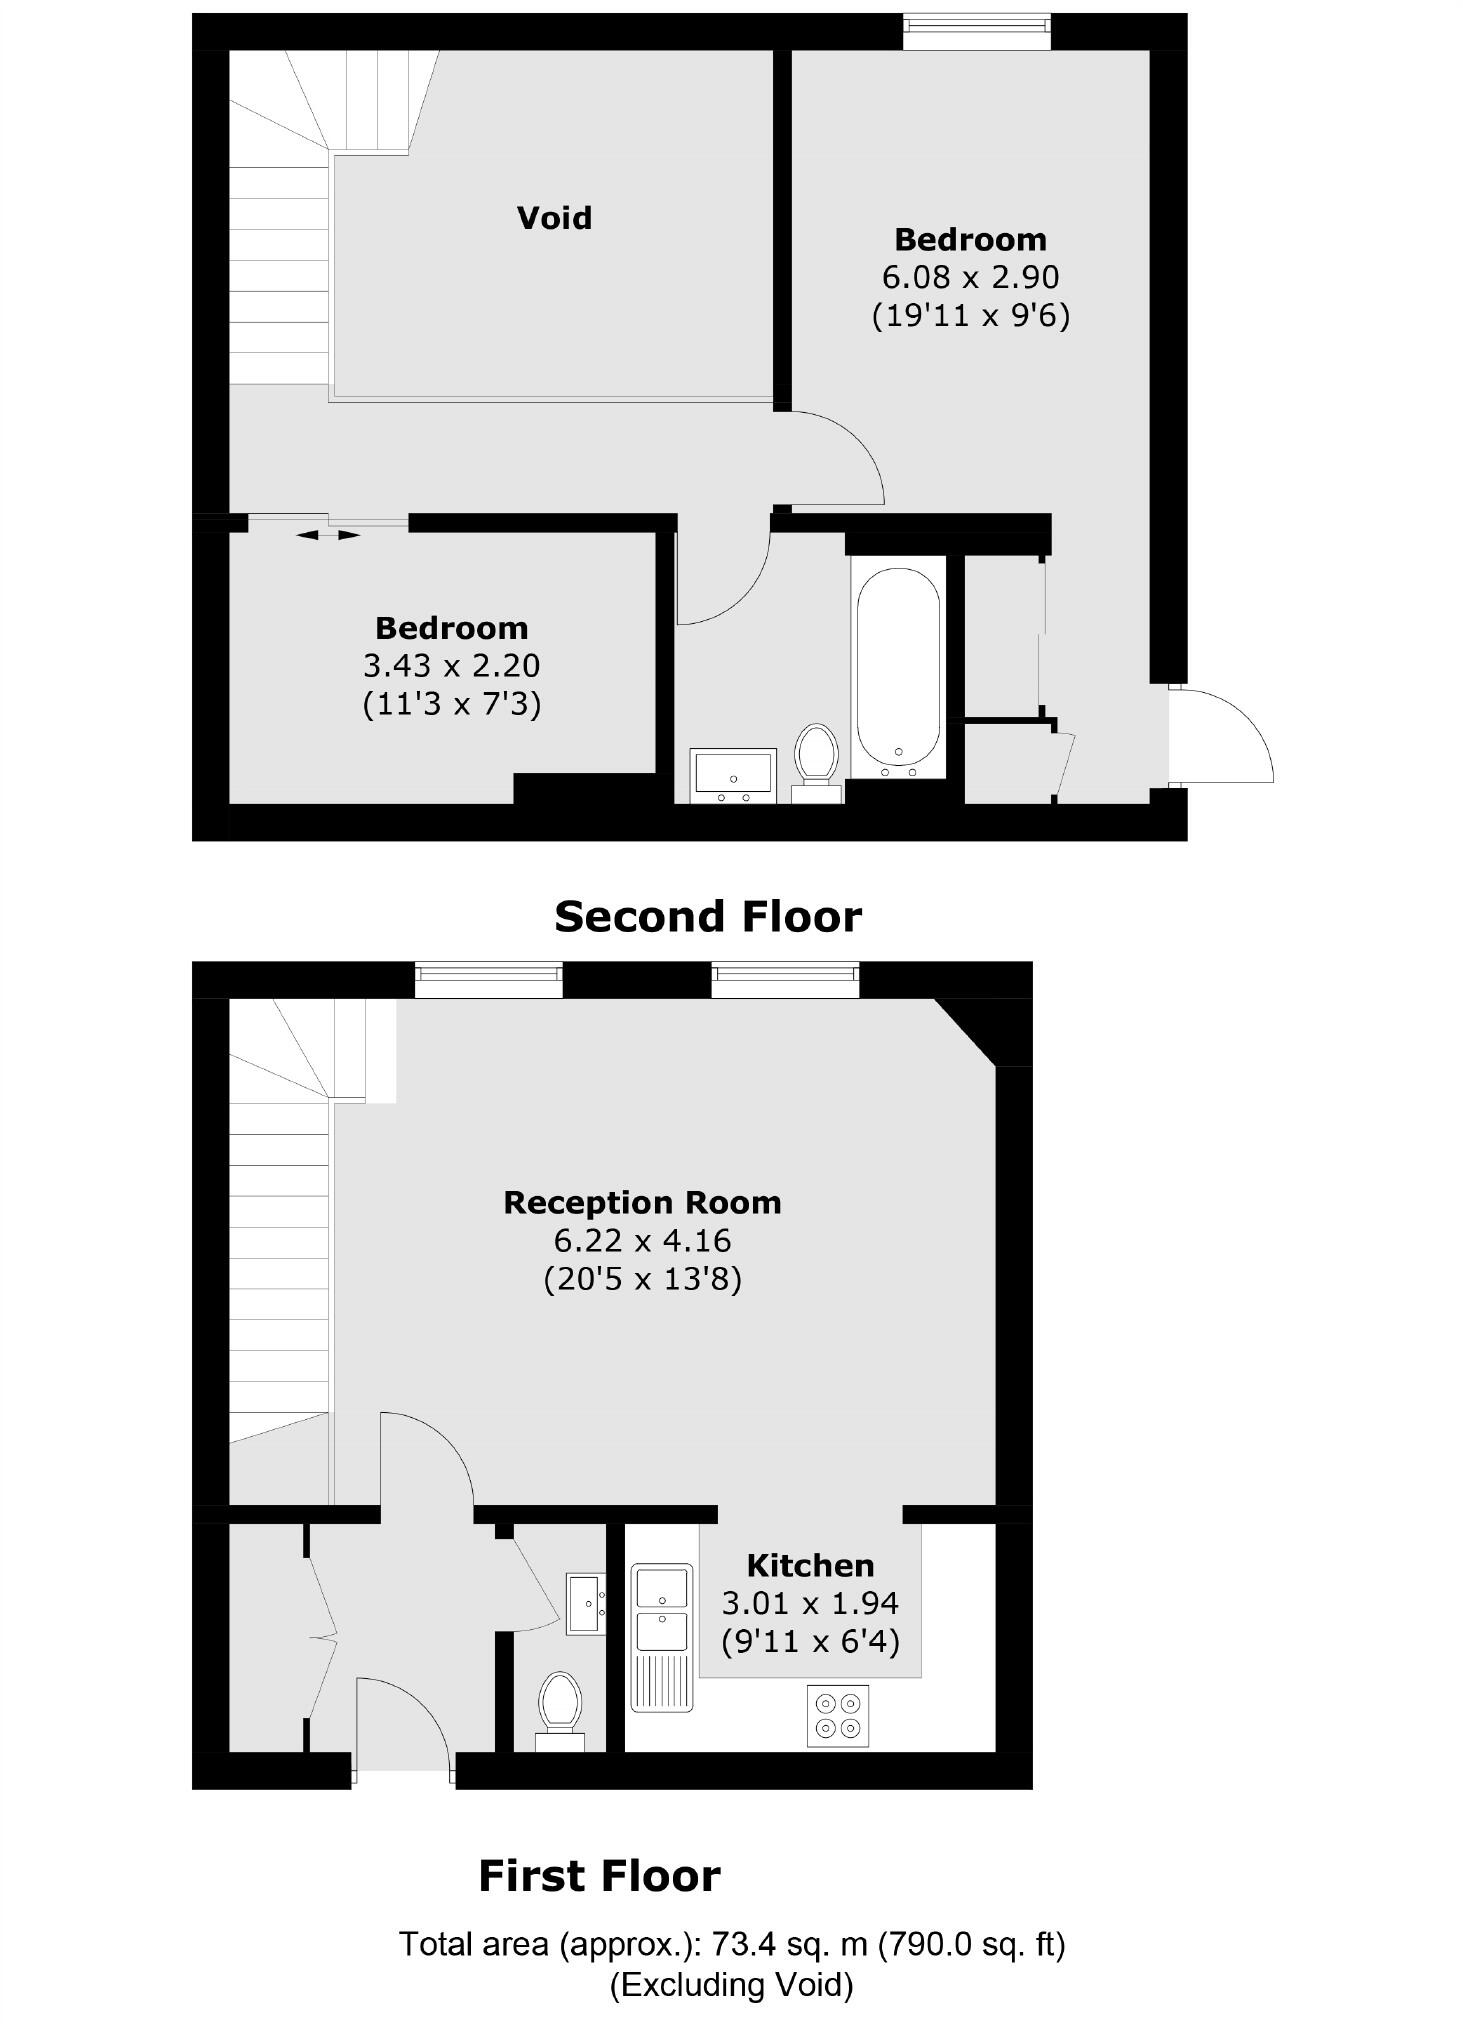 Void
Bedroom
6.08 x 2.90
(19'11 x 9'6)
Bedroom
3.43 x 2.20
(11'3 x 7'3)
Second Floor
Reception Room
6.22 x 4.16
(20'5 x 13'8)
Kitchen
3.01 x 1.94
(9'11 x 6'4)
First Floor
Total area (approx.): 73.4 sq. m (790.0 sq. ft)
(Excluding Void)